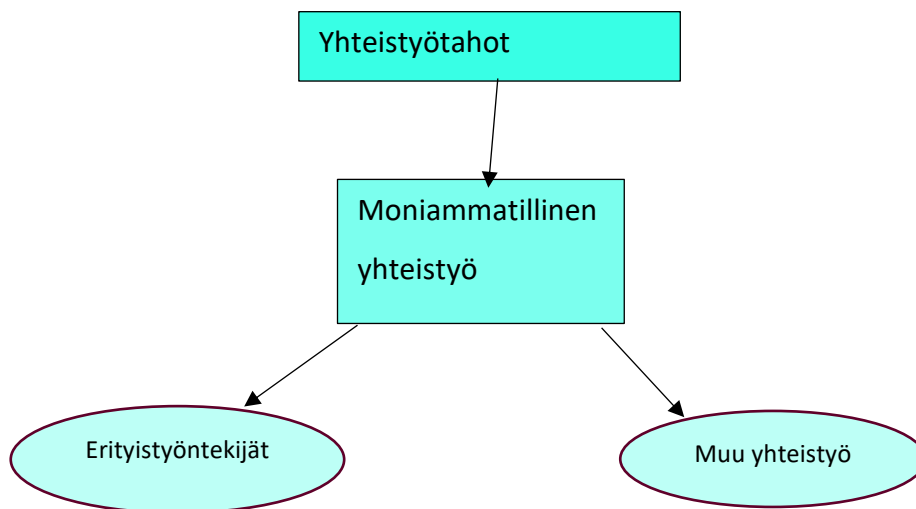 Yhteistyötahot
Moniammatillinen
yhteistyö
Erityistyöntekijät
Muu yhteistyö